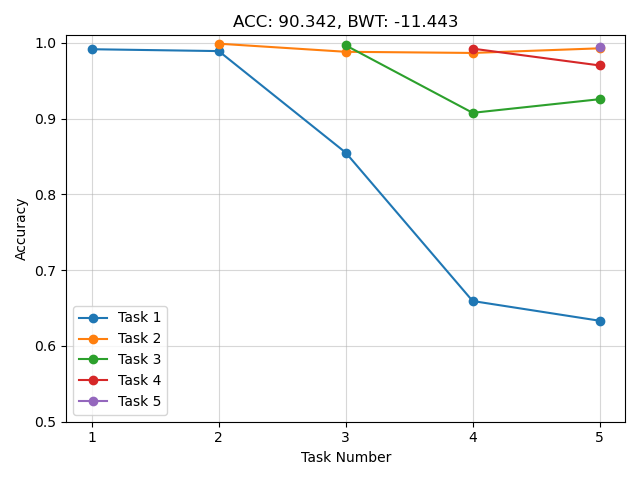 ACC: 90.342, BWT: -11.443
1.0
0.9
0.8
0.7
0.6
0.5
Accuracy
Task 1
Task 2
Task 3
Task 4
Task 5
1 2 3 4 5
Task Number